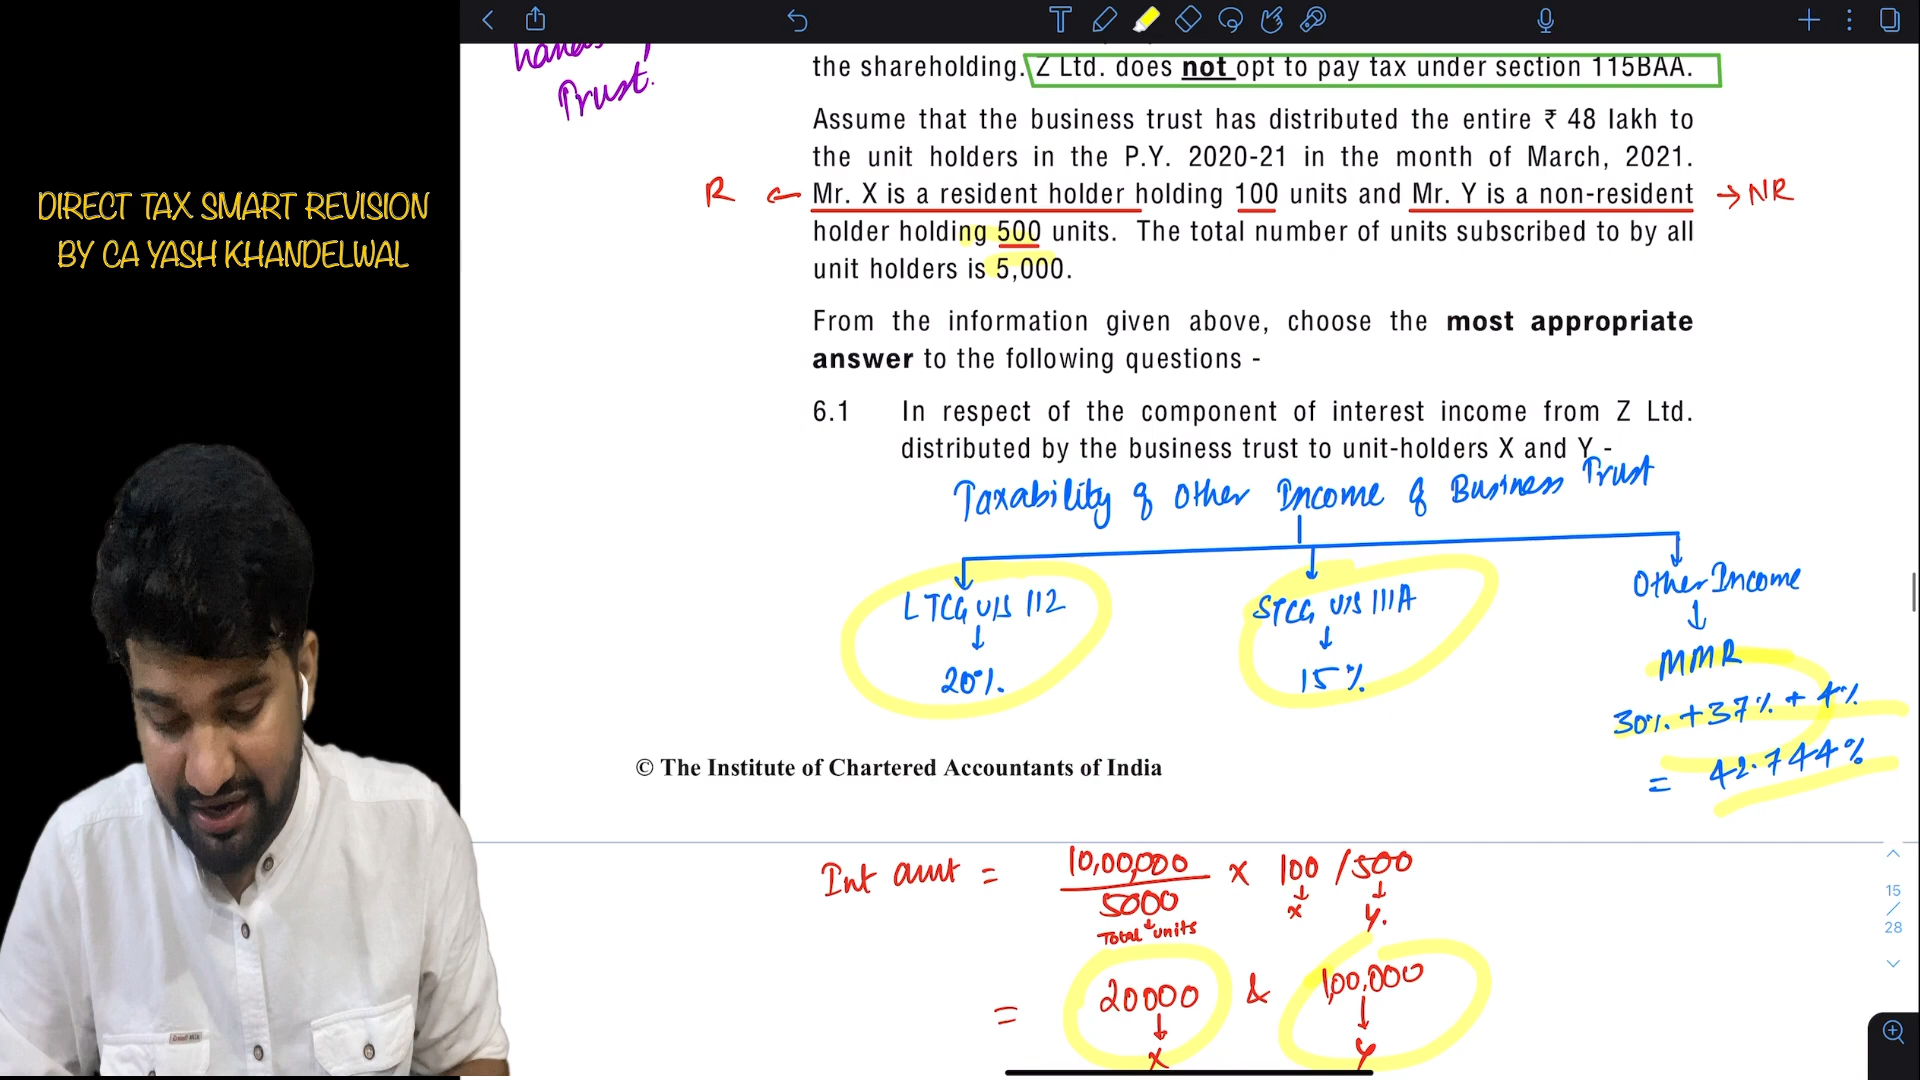 hands
Trust.
the shareholding. Z Ltd. does not opt to pay tax under section 115BAA.
DIRECT TAX SMART REVISION
BY CA YASH KHANDELWAL
Assume that the business trust has distributed the entire ₹ 48 lakh to
the unit holders in the P.Y. 2020-21 in the month of March, 2021.
R ← Mr. X is a resident holder holding 100 units and Mr. Y is a non-resident → NR
holder holding 500 units. The total number of units subscribed to by all
unit holders is 5,000.
From the information given above, choose the most appropriate
answer to the following questions -
6.1 In respect of the component of interest income from Z Ltd.
distributed by the business trust to unit-holders X and Y -
Taxability of Other Income of Business Trust
LTCG u/s 112
20%.
STCG u/s 111A
15%
Other Income
MMR
30%. + 37% + 4%
= 42.744%
© The Institute of Chartered Accountants of India
Int amt = 10,00,000 x 100 / 500
5000 x y.
Total units
= 20000 & 1,00,000
x y
15
/
28